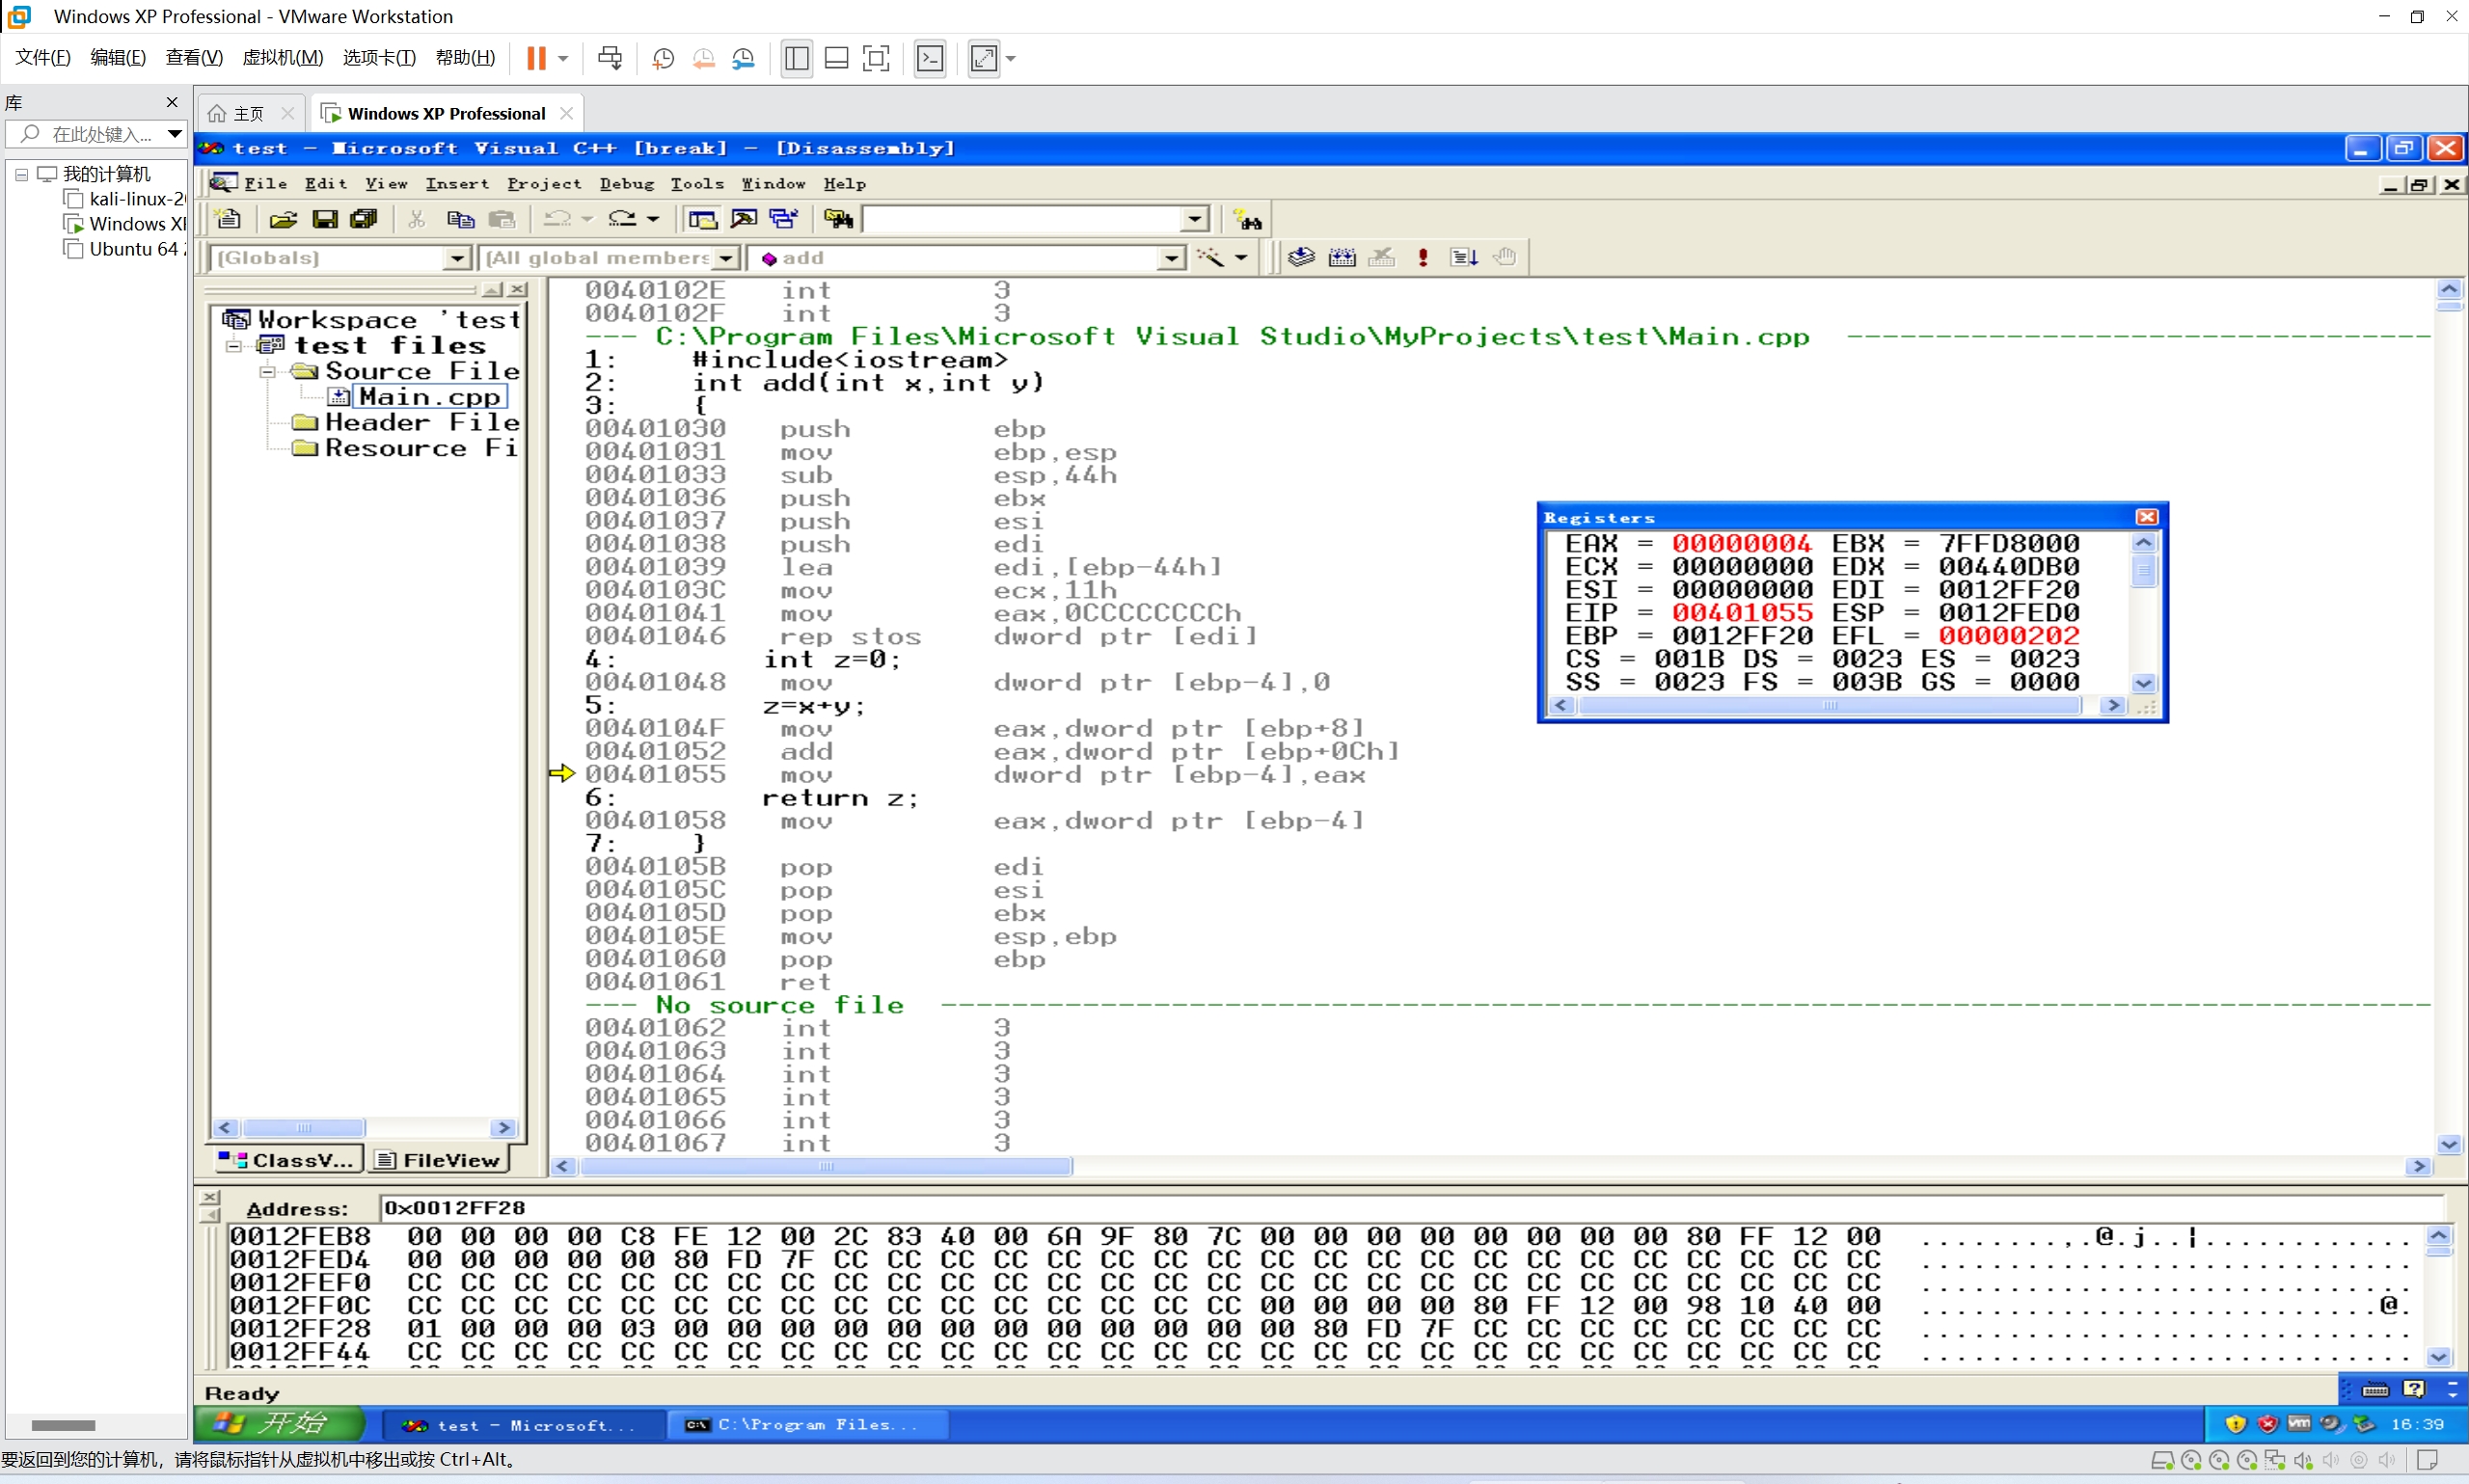 Windows XP Professional - VMware Workstation
文件(F) 编辑(E) 查看(V) 虚拟机(M) 选项卡(T) 帮助(H)
库
在此处键入...
我的计算机
kali-linux-2
Windows XI
Ubuntu 64
主页
Windows XP Professional
test - Microsoft Visual C++ [break] - [Disassembly]
File Edit View Insert Project Debug Tools Window Help
(Globals) (All global members add
Workspace 'test
test files
Source File
Main.cpp
Header File
Resource Fi
ClassV... FileView
0040102E int 3
0040102F int 3
--- C:\Program Files\Microsoft Visual Studio\MyProjects\test\Main.cpp ---------------------------------
1: #include<iostream>
2: int add(int x,int y)
3: {
00401030 push ebp
00401031 mov ebp,esp
00401033 sub esp,44h
00401036 push ebx
00401037 push esi
00401038 push edi
00401039 lea edi,[ebp-44h]
0040103C mov ecx,11h
00401041 mov eax,0CCCCCCCCh
00401046 rep stos dword ptr [edi]
4: int z=0;
00401048 mov dword ptr [ebp-4],0
5: z=x+y;
0040104F mov eax,dword ptr [ebp+8]
00401052 add eax,dword ptr [ebp+0Ch]
00401055 mov dword ptr [ebp-4],eax
6: return z;
00401058 mov eax,dword ptr [ebp-4]
7: }
0040105B pop edi
0040105C pop esi
0040105D pop ebx
0040105E mov esp,ebp
00401060 pop ebp
00401061 ret
--- No source file ---------------------------------
00401062 int 3
00401063 int 3
00401064 int 3
00401065 int 3
00401066 int 3
00401067 int 3
Registers
EAX = 00000004 EBX = 7FFD8000
ECX = 00000000 EDX = 00440DB0
ESI = 00000000 EDI = 0012FF20
EIP = 00401055 ESP = 0012FED0
EBP = 0012FF20 EFL = 00000202
CS = 001B DS = 0023 ES = 0023
SS = 0023 FS = 003B GS = 0000
Address: 0x0012FF28
0012FEB8 00 00 00 00 C8 FE 12 00 2C 83 40 00 6A 9F 80 7C 00 00 00 00 00 00 00 00 80 FF 12 00 ........,.@.j..|............
0012FED4 00 00 00 00 00 80 FD 7F CC CC CC CC CC CC CC CC CC CC CC CC CC CC CC CC CC CC CC CC ............................
0012FEF0 CC CC CC CC CC CC CC CC CC CC CC CC CC CC CC CC CC CC CC CC CC CC CC CC CC CC CC CC ............................
0012FF0C CC CC CC CC CC CC CC CC CC CC CC CC CC CC CC CC 00 00 00 00 80 FF 12 00 98 10 40 00 ..........................@.
0012FF28 01 00 00 00 03 00 00 00 00 00 00 00 00 00 00 00 00 80 FD 7F CC CC CC CC CC CC CC CC ............................
0012FF44 CC CC CC CC CC CC CC CC CC CC CC CC CC CC CC CC CC CC CC CC CC CC CC CC CC CC CC CC ............................
Ready
开始 test - Microsoft... C:\Program Files... 16:39
要返回到您的计算机，请将鼠标指针从虚拟机中移出或按 Ctrl+Alt。